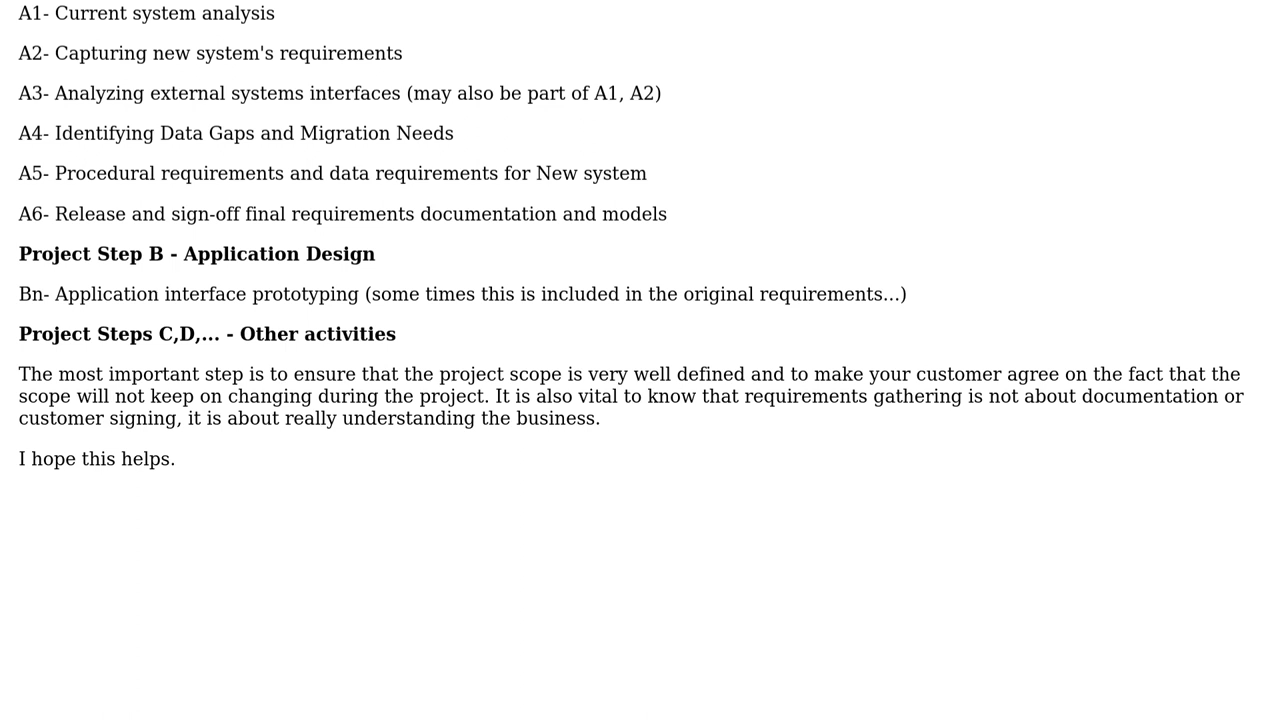 A1- Current system analysis
A2- Capturing new system's requirements
A3- Analyzing external systems interfaces (may also be part of A1, A2)
A4- Identifying Data Gaps and Migration Needs
A5- Procedural requirements and data requirements for New system
A6- Release and sign-off final requirements documentation and models
Project Step B - Application Design
Bn- Application interface prototyping (some times this is included in the original requirements...)
Project Steps C,D,... - Other activities
The most important step is to ensure that the project scope is very well defined and to make your customer agree on the fact that the
scope will not keep on changing during the project. It is also vital to know that requirements gathering is not about documentation or
customer signing, it is about really understanding the business.
I hope this helps.